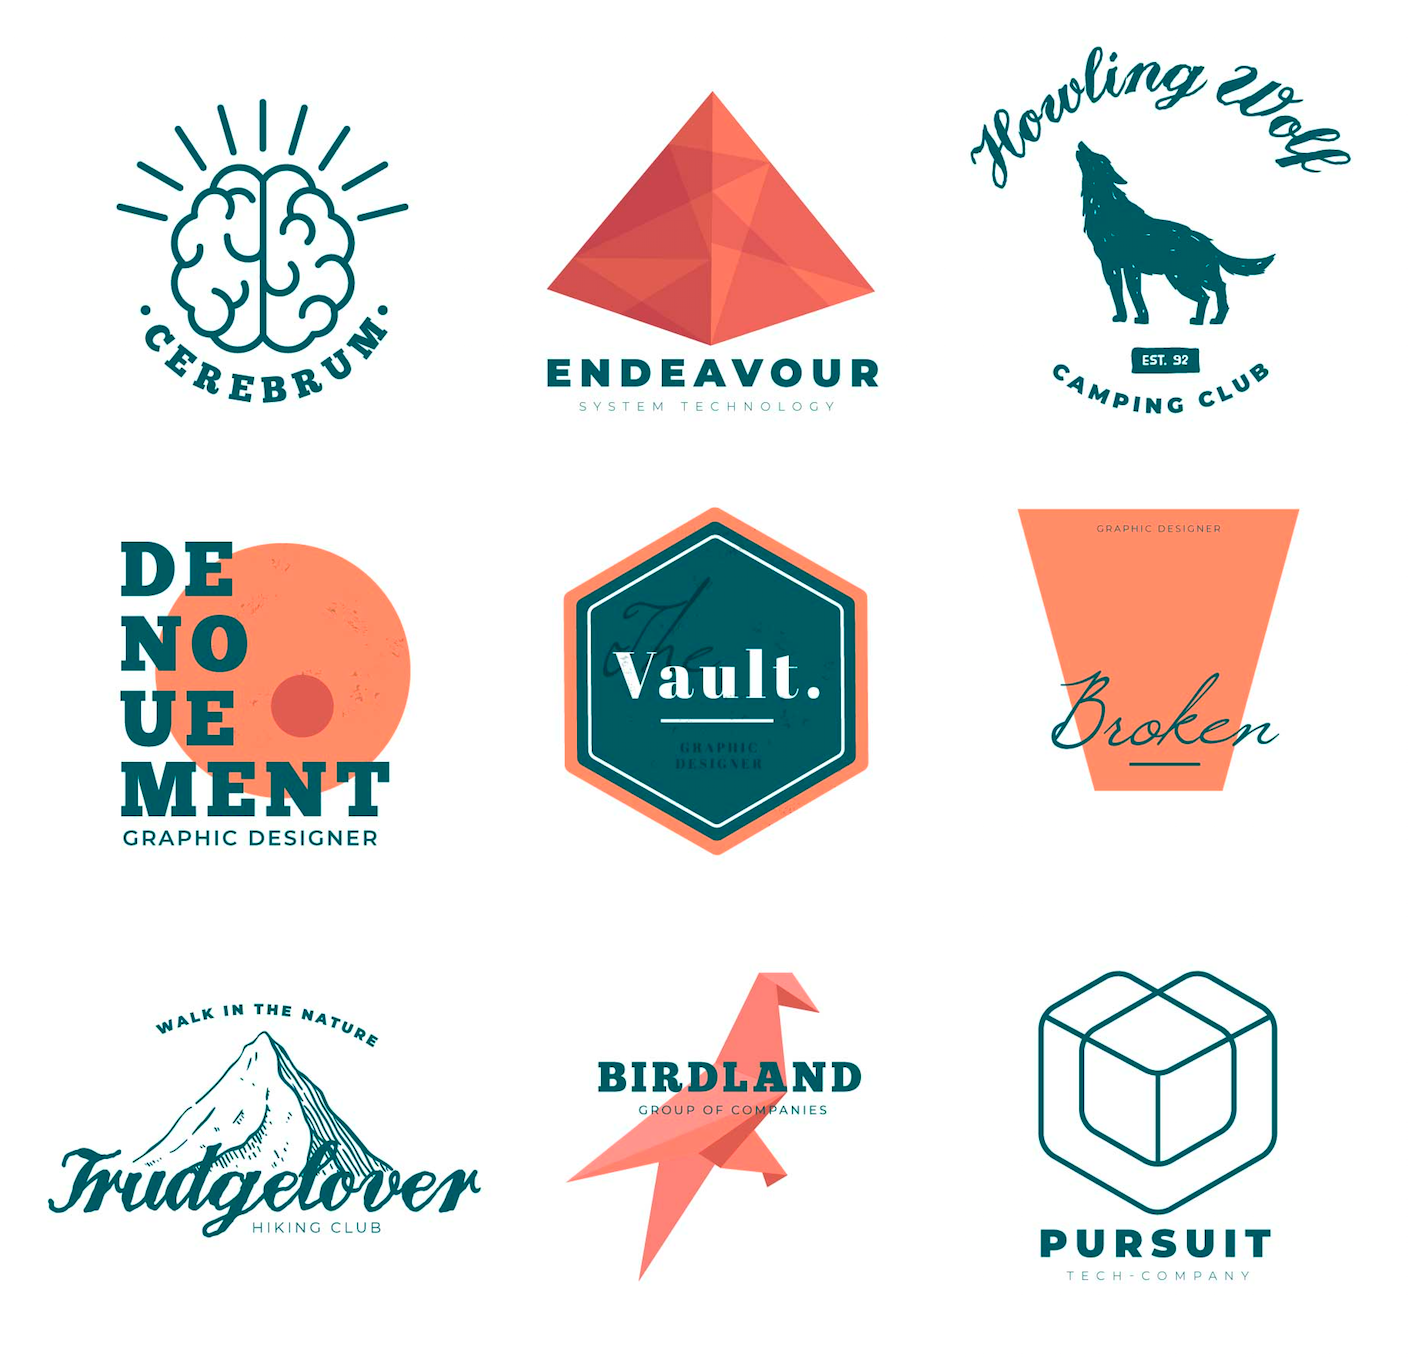 CEREBRUM
ENDEAVOUR
SYSTEM TECHNOLOGY
Howling Wolf
EST. 92
CAMPING CLUB
DE
NO
UE
MENT
GRAPHIC DESIGNER
The
Vault.
GRAPHIC
DESIGNER
GRAPHIC DESIGNER
Broken
WALK IN THE NATURE
Trudgelover
HIKING CLUB
BIRDLAND
GROUP OF COMPANIES
PURSUIT
TECH-COMPANY